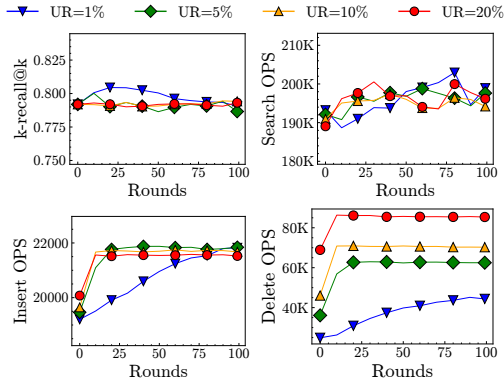 UR=1% UR=5% UR=10% UR=20%
k-recall@k
0.800
0.775
0.750
0 25 50 75 100
Rounds
Search OPS
210K
200K
190K
180K
0 25 50 75 100
Rounds
Insert OPS
22000
20000
0 25 50 75 100
Rounds
Delete OPS
80K
60K
40K
0 25 50 75 100
Rounds